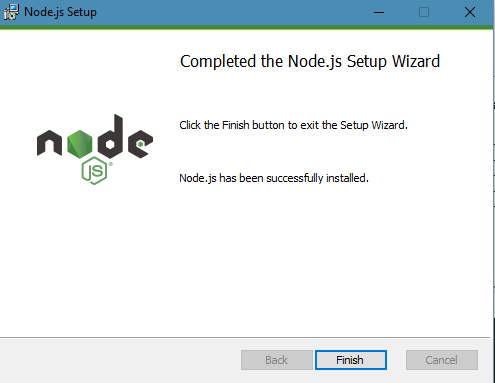 Node.js Setup
Completed the Node.js Setup Wizard
Click the Finish button to exit the Setup Wizard.
node
JS
®
Node.js has been successfully installed.
Back
Finish
Cancel